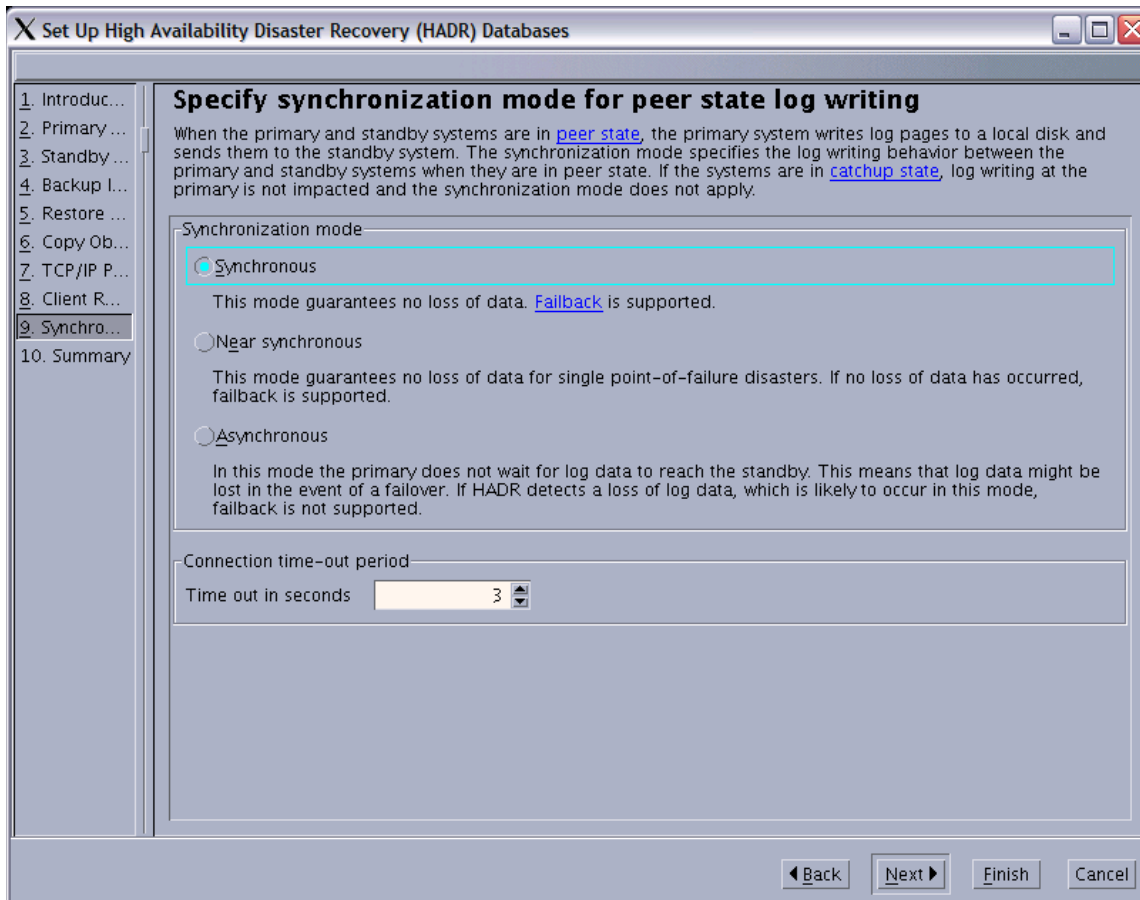 X Set Up High Availability Disaster Recovery (HADR) Databases
1. Introduc...
2. Primary ...
3. Standby ...
4. Backup I...
5. Restore ...
6. Copy Ob...
7. TCP/IP P...
8. Client R...
9. Synchro...
10. Summary
Specify synchronization mode for peer state log writing
When the primary and standby systems are in peer state, the primary system writes log pages to a local disk and
sends them to the standby system. The synchronization mode specifies the log writing behavior between the
primary and standby systems when they are in peer state. If the systems are in catchup state, log writing at the
primary is not impacted and the synchronization mode does not apply.
Synchronization mode
Synchronous
This mode guarantees no loss of data. Failback is supported.
Near synchronous
This mode guarantees no loss of data for single point-of-failure disasters. If no loss of data has occurred,
failback is supported.
Asynchronous
In this mode the primary does not wait for log data to reach the standby. This means that log data might be
lost in the event of a failover. If HADR detects a loss of log data, which is likely to occur in this mode,
failback is not supported.
Connection time-out period
Time out in seconds 3
Back Next Finish Cancel